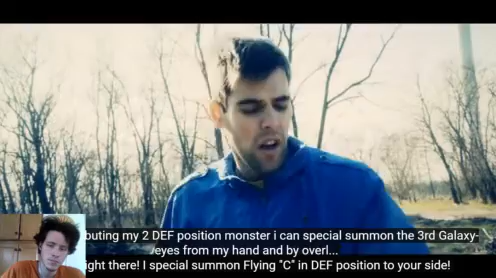 buting my 2 DEF position monster i can special summon the 3rd Galaxy-
eyes from my hand and by overl...
ight there! I special summon Flying "C" in DEF position to your side!